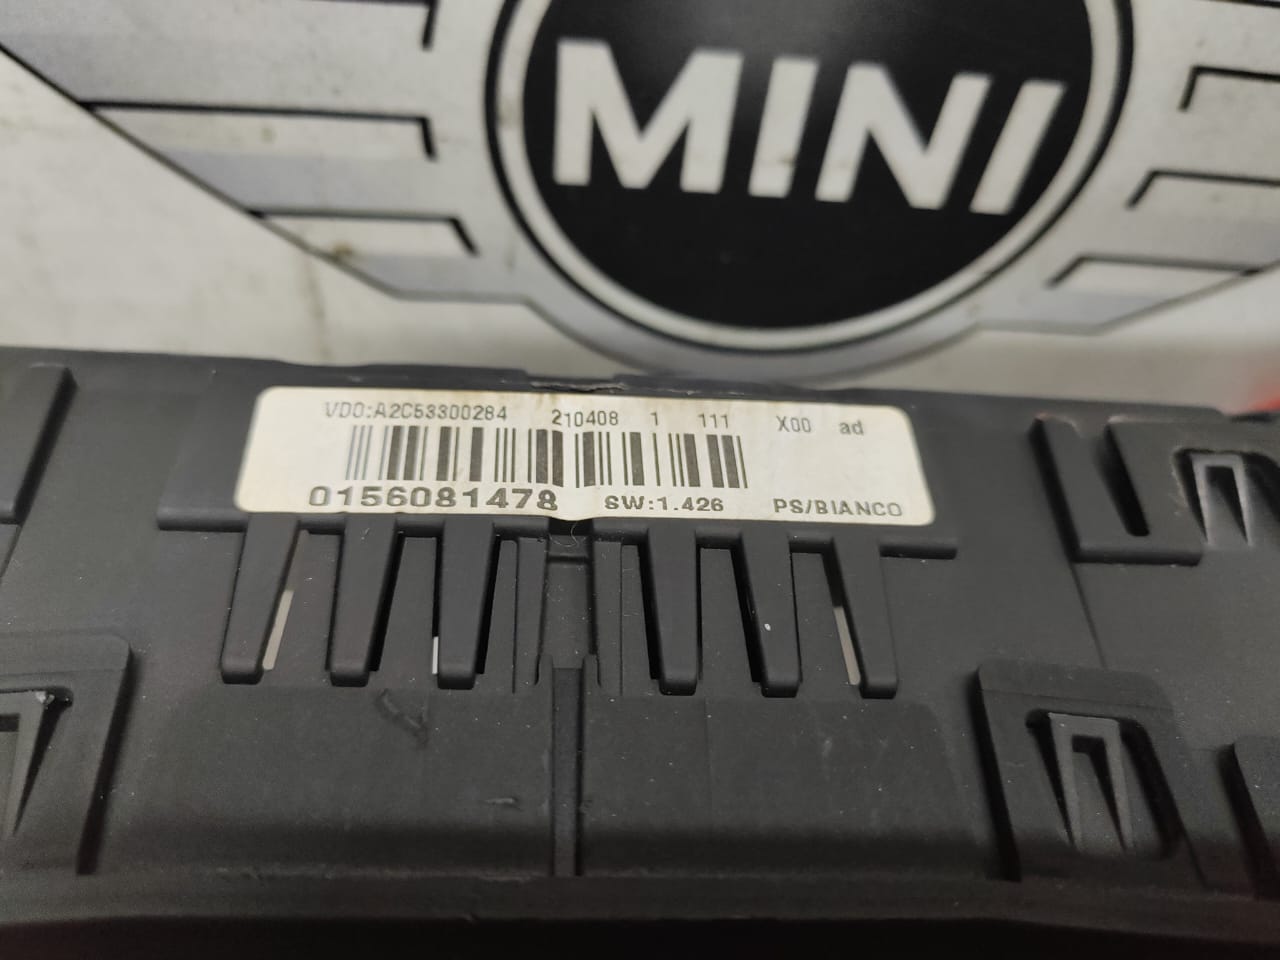 MINI
VDO:A2C53300284 210408 1 111 X00 ad
0156081478 SW:1.426 PS/BIANCO